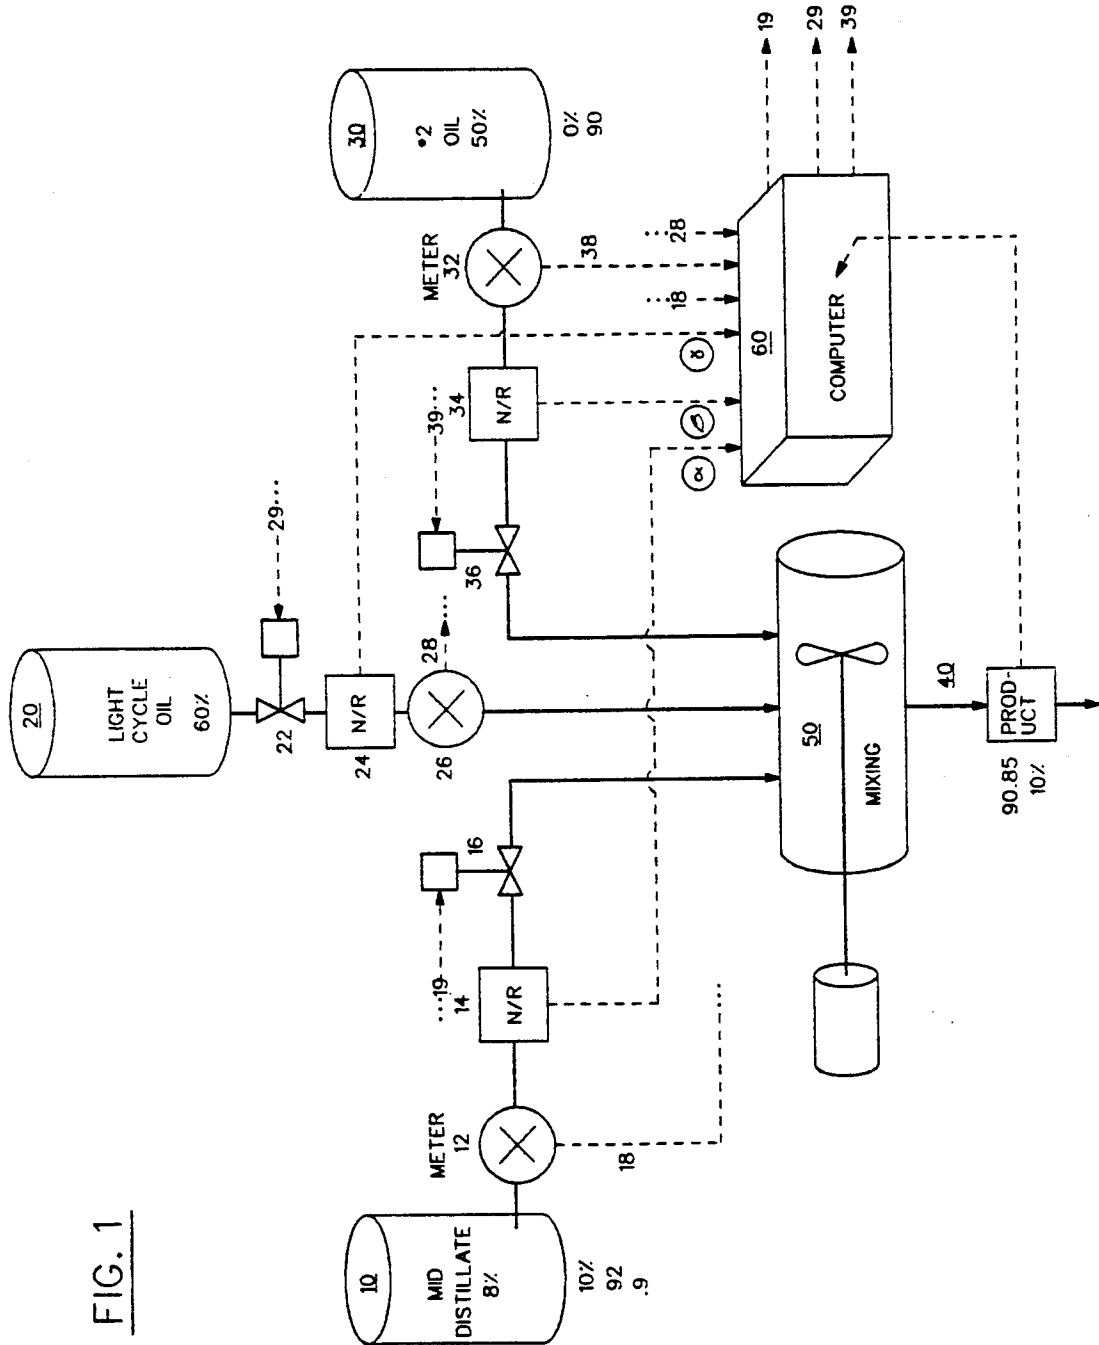 FIG. 1
10
MID
DISTILLATE
8%
10%
92
.9
METER
12
18
...19
14
N/R
16
20
LIGHT
CYCLE
OIL
60%
22
29...
24
N/R
26
28
...
30
•2
OIL
50%
0%
90
METER
32
38
39...
34
N/R
36
50
MIXING
40
PROD-
UCT
90.85
10%
α
β
γ
...
18
...
28
60
COMPUTER
19
29
39